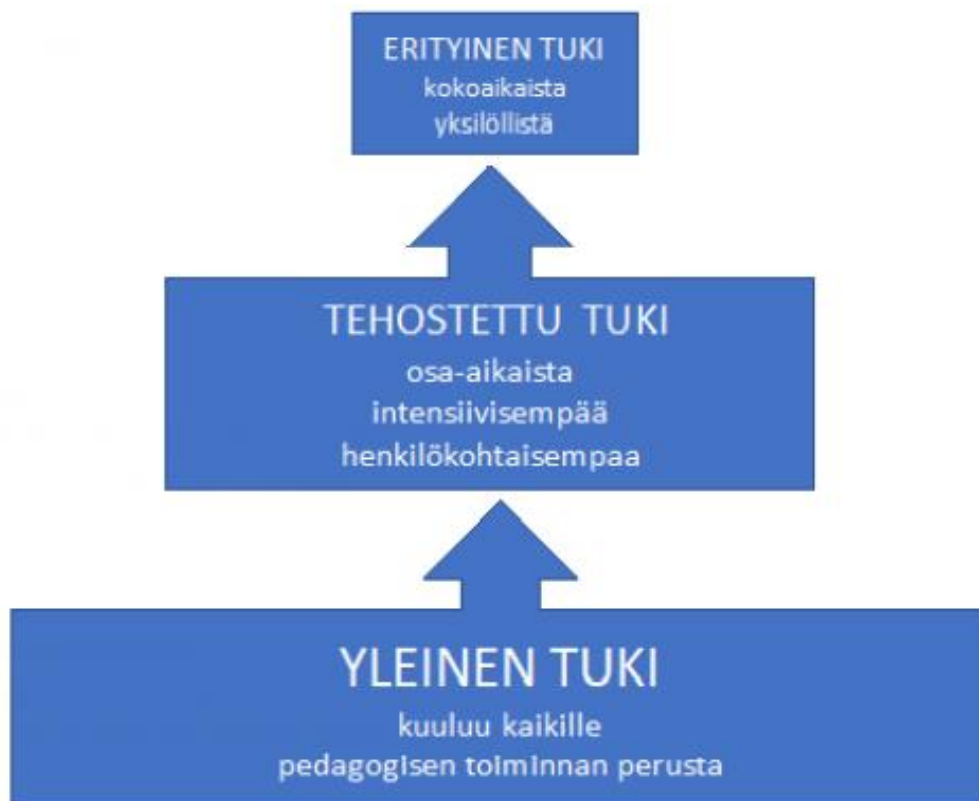 ERITYINEN TUKI
kokoaikaista
yksilöllistä
TEHOSTETTU TUKI
osa-aikaista
intensiivisempää
henkilökohtaisempaa
YLEINEN TUKI
kuuluu kaikille
pedagogisen toiminnan perusta